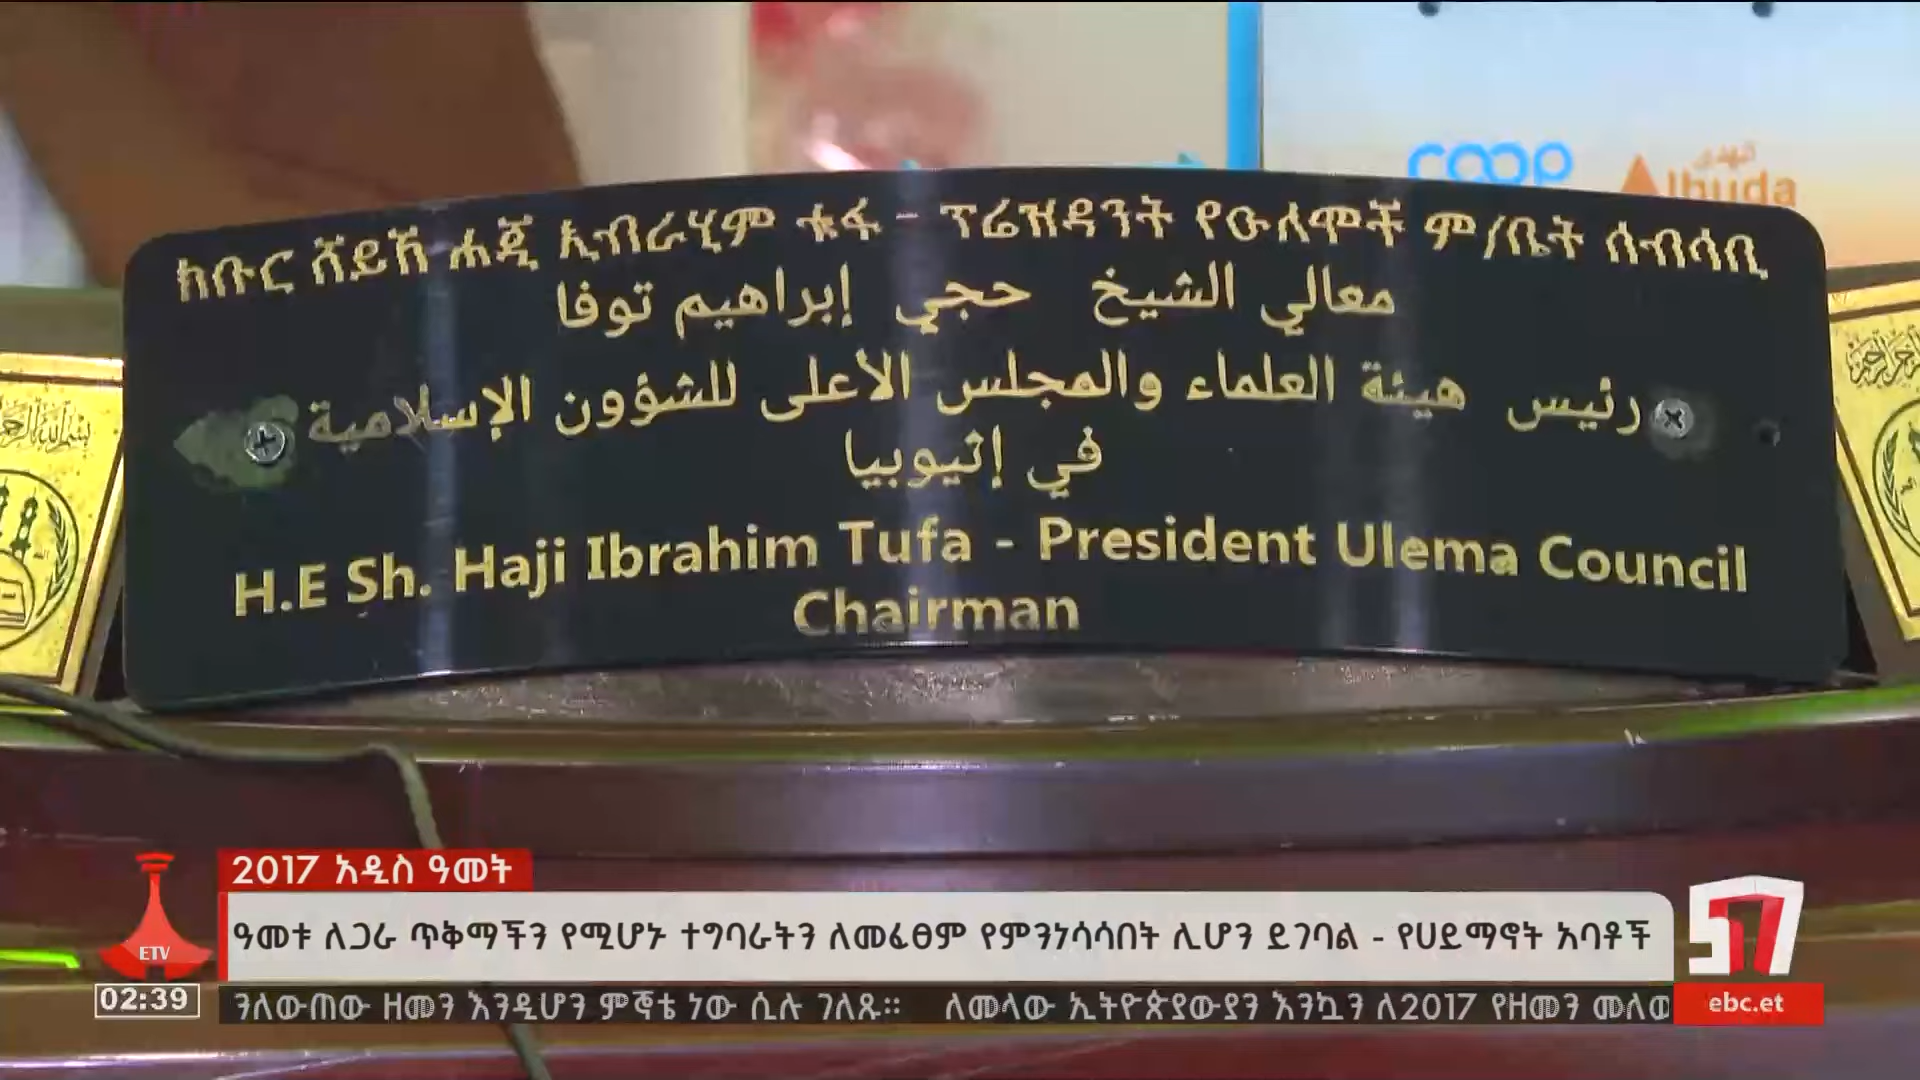 coop
الهدى
Alhuda
ክቡር ሸይኽ ሐጂ ኢብራሂም ቱፋ - ፕሬዝዳንት የዑለሞች ም/ቤት ሰብሳቢ
معالي الشيخ حجي إبراهيم توفا
رئيس هيئة العلماء والمجلس الأعلى للشؤون الإسلامية
في إثيوبيا
H.E Sh. Haji Ibrahim Tufa - President Ulema Council
Chairman
2017 አዲስ ዓመት
ዓመቱ ለጋራ ጥቅማችን የሚሆኑ ተግባራትን ለመፈፀም የምንነሳሳበት ሊሆን ይገባል - የሀይማኖት አባቶች
ETV
57
02:39
ንለውጠው ዘመን እንዲሆን ምኞቴ ነው ሲሉ ገለጹ። ለመላው ኢትዮጵያውያን እንኳን ለ2017 የዘመን መለወ
ebc.et